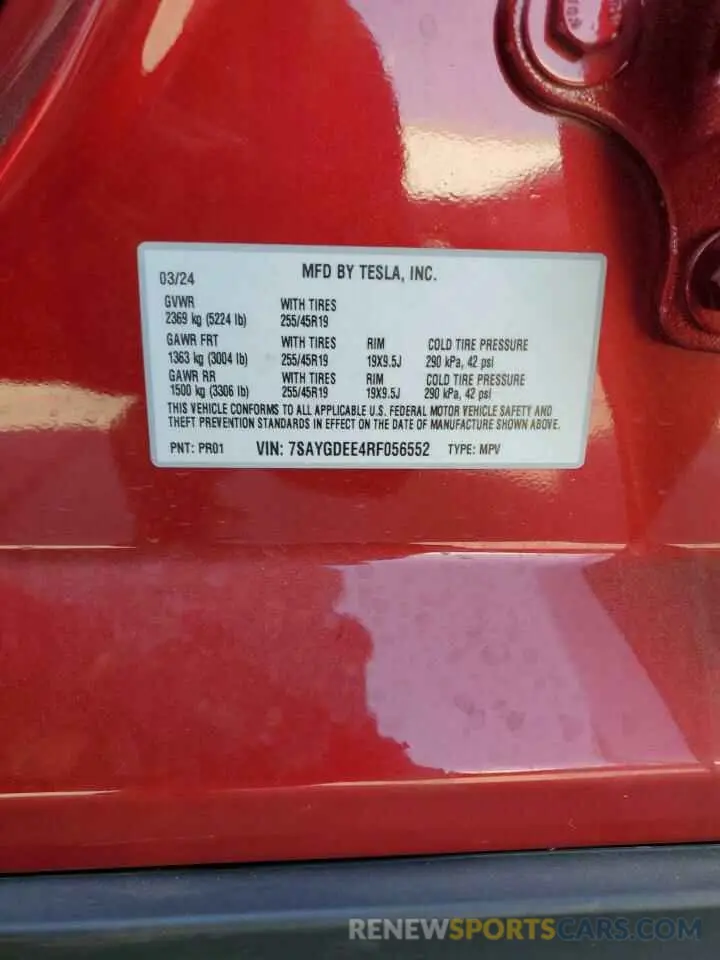 03/24 MFD BY TESLA, INC.
GVWR WITH TIRES
2369 kg (5224 lb) 255/45R19
GAWR FRT WITH TIRES RIM COLD TIRE PRESSURE
1363 kg (3004 lb) 255/45R19 19X9.5J 290 kPa, 42 psi
GAWR RR WITH TIRES RIM COLD TIRE PRESSURE
1500 kg (3306 lb) 255/45R19 19X9.5J 290 kPa, 42 psi
THIS VEHICLE CONFORMS TO ALL APPLICABLE U.S. FEDERAL MOTOR VEHICLE SAFETY AND
THEFT PREVENTION STANDARDS IN EFFECT ON THE DATE OF MANUFACTURE SHOWN ABOVE.
PNT: PR01 VIN: 7SAYGDEE4RF056552 TYPE: MPV
RENEWSPORTSCARS.COM